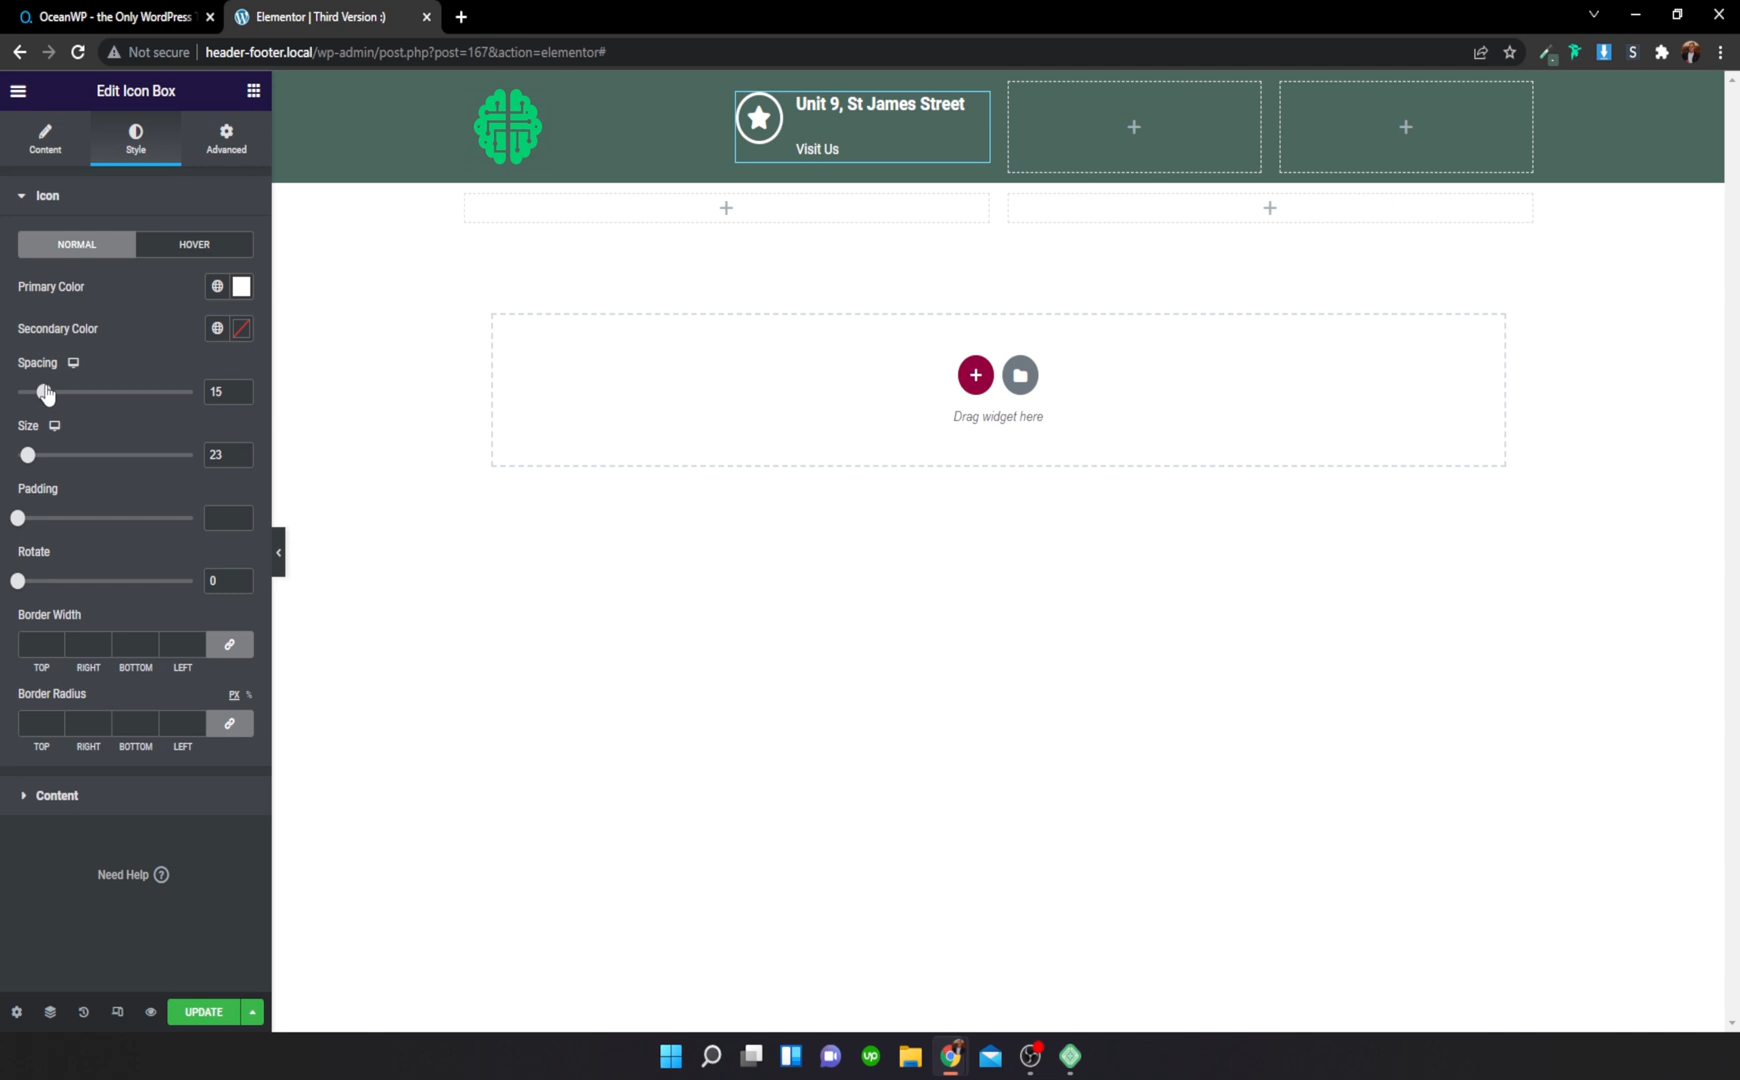 OceanWP - the Only WordPress
Elementor | Third Version :)
Not secure
header-footer.local/wp-admin/post.php?post=167&action=elementor#
S
Edit Icon Box
Content
Style
Advanced
Icon
NORMAL
HOVER
Primary Color
Secondary Color
Spacing
15
Size
23
Padding
Rotate
0
Border Width
TOP RIGHT BOTTOM LEFT
Border Radius
PX %
TOP RIGHT BOTTOM LEFT
Content
Need Help ?
UPDATE
Unit 9, St James Street
Visit Us
Drag widget here
up